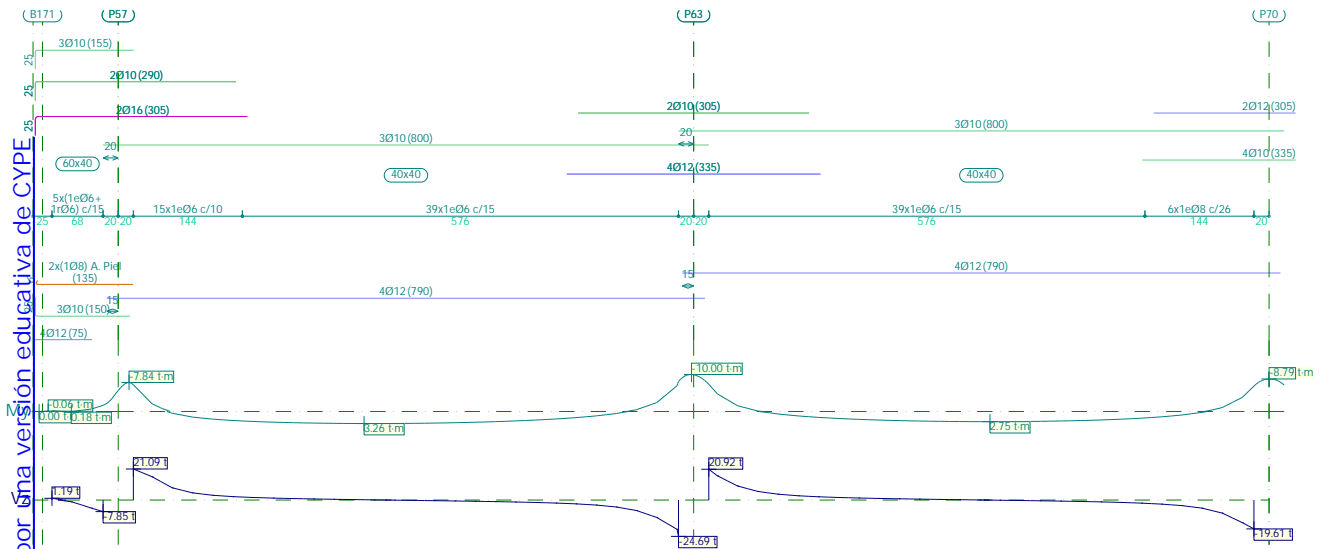 B171 P57 P63 P70
3Ø10(155)
25
2Ø10(290)
25
2Ø16(305) 2Ø10(305) 2Ø12(305)
25
3Ø10(800) 20 3Ø10(800)
20
60x40 4Ø10(335)
40x40 4Ø12(335) 40x40
5x(1eØ6+
1rØ6) c/15 15x1eØ6 c/10 39x1eØ6 c/15 39x1eØ6 c/15 6x1eØ8 c/26
25 68 20-20 144 576 20-20 576 144 20
2x(1Ø8) A. Piel
(135)
4Ø12(790)
15
4Ø12(790)
15
3Ø10(150)
4Ø12(75)
-7.84 t·m -10.00 t·m -8.79 t·m
-0.06 t·m
0.00 t·m
0.18 t·m
3.26 t·m 2.75 t·m
21.09 t 20.92 t
1.19 t
-7.85 t
-24.69 t -19.61 t
por una versión educativa de CYPE